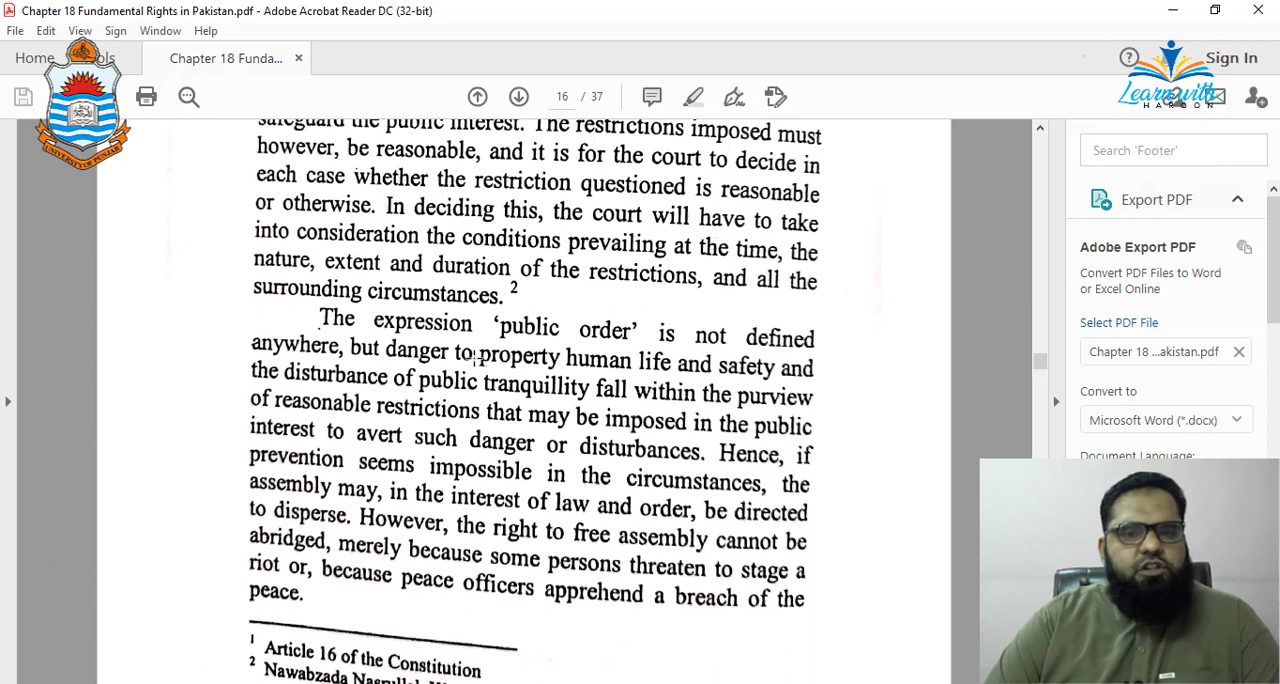 Chapter 18 Fundamental Rights in Pakistan.pdf - Adobe Acrobat Reader DC (32-bit)
File Edit View Sign Window Help
Home
Chapter 18 Funda...
Sign In
16 / 37
Learn with
HAROON
UNIVERSITY OF PUNJAB
safeguard the public interest. The restrictions imposed must
however, be reasonable, and it is for the court to decide in
each case whether the restriction questioned is reasonable
or otherwise. In deciding this, the court will have to take
into consideration the conditions prevailing at the time, the
nature, extent and duration of the restrictions, and all the
surrounding circumstances. 2
The expression ‘public order’ is not defined
anywhere, but danger to property human life and safety and
the disturbance of public tranquillity fall within the purview
of reasonable restrictions that may be imposed in the public
interest to avert such danger or disturbances. Hence, if
prevention seems impossible in the circumstances, the
assembly may, in the interest of law and order, be directed
to disperse. However, the right to free assembly cannot be
abridged, merely because some persons threaten to stage a
riot or, because peace officers apprehend a breach of the
peace.
1 Article 16 of the Constitution
2 Nawabzada
Search 'Footer'
Export PDF
Adobe Export PDF
Convert PDF Files to Word
or Excel Online
Select PDF File
Chapter 18 ...akistan.pdf
Convert to
Microsoft Word (*.docx)
Document Language: